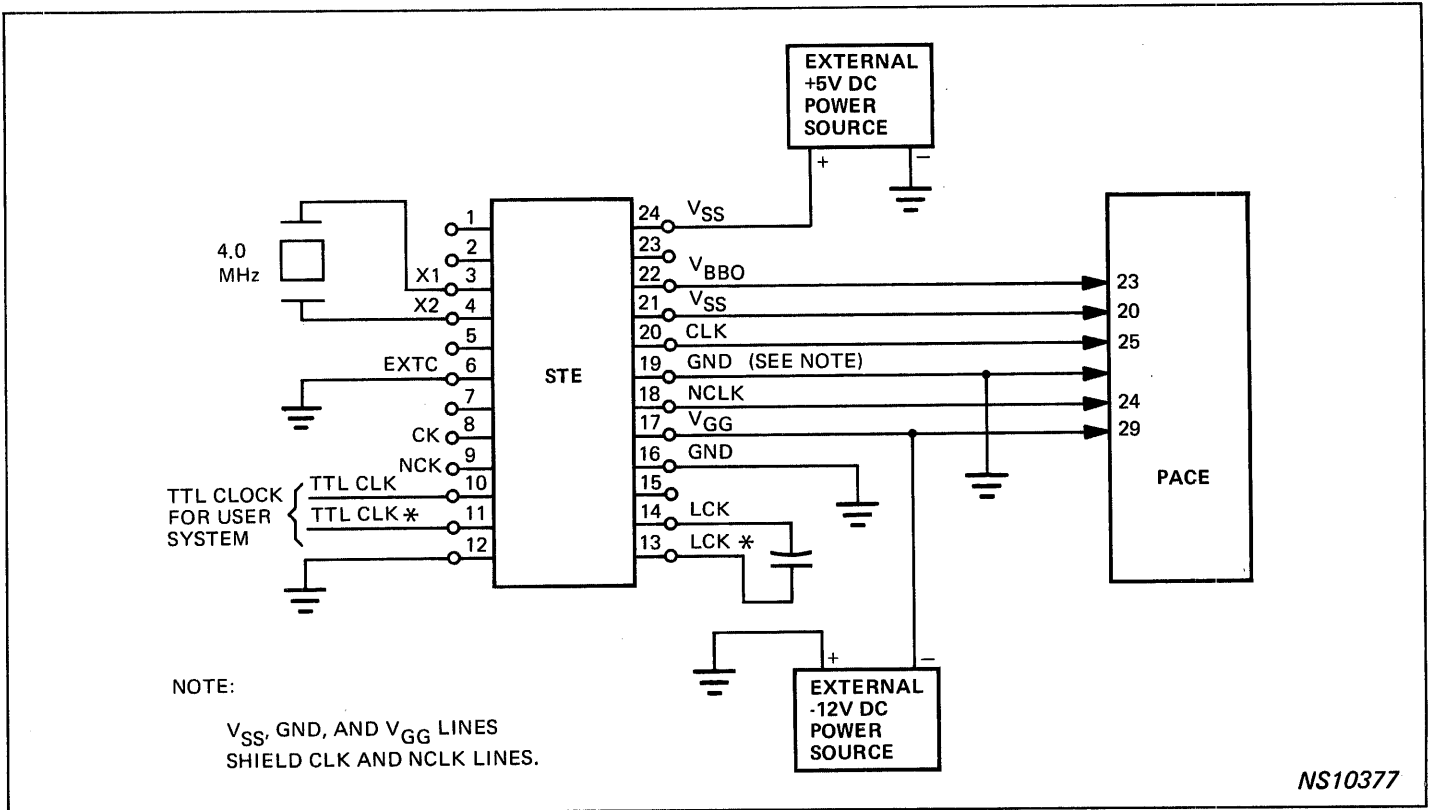 EXTERNAL
+5V DC
POWER
SOURCE
+
−
4.0
MHz
X1
X2
EXTC
CK
NCK
TTL CLOCK
FOR USER
SYSTEM
TTL CLK
TTL CLK *
1
2
3
4
5
6
7
8
9
10
11
12
STE
24 VSS
23
22 VBBO
21 VSS
20 CLK
19 GND (SEE NOTE)
18 NCLK
17 VGG
16 GND
15
14 LCK
13 LCK *
23
20
25
24
29
PACE
+
−
EXTERNAL
-12V DC
POWER
SOURCE
NOTE:
VSS, GND, AND VGG LINES
SHIELD CLK AND NCLK LINES.
NS10377